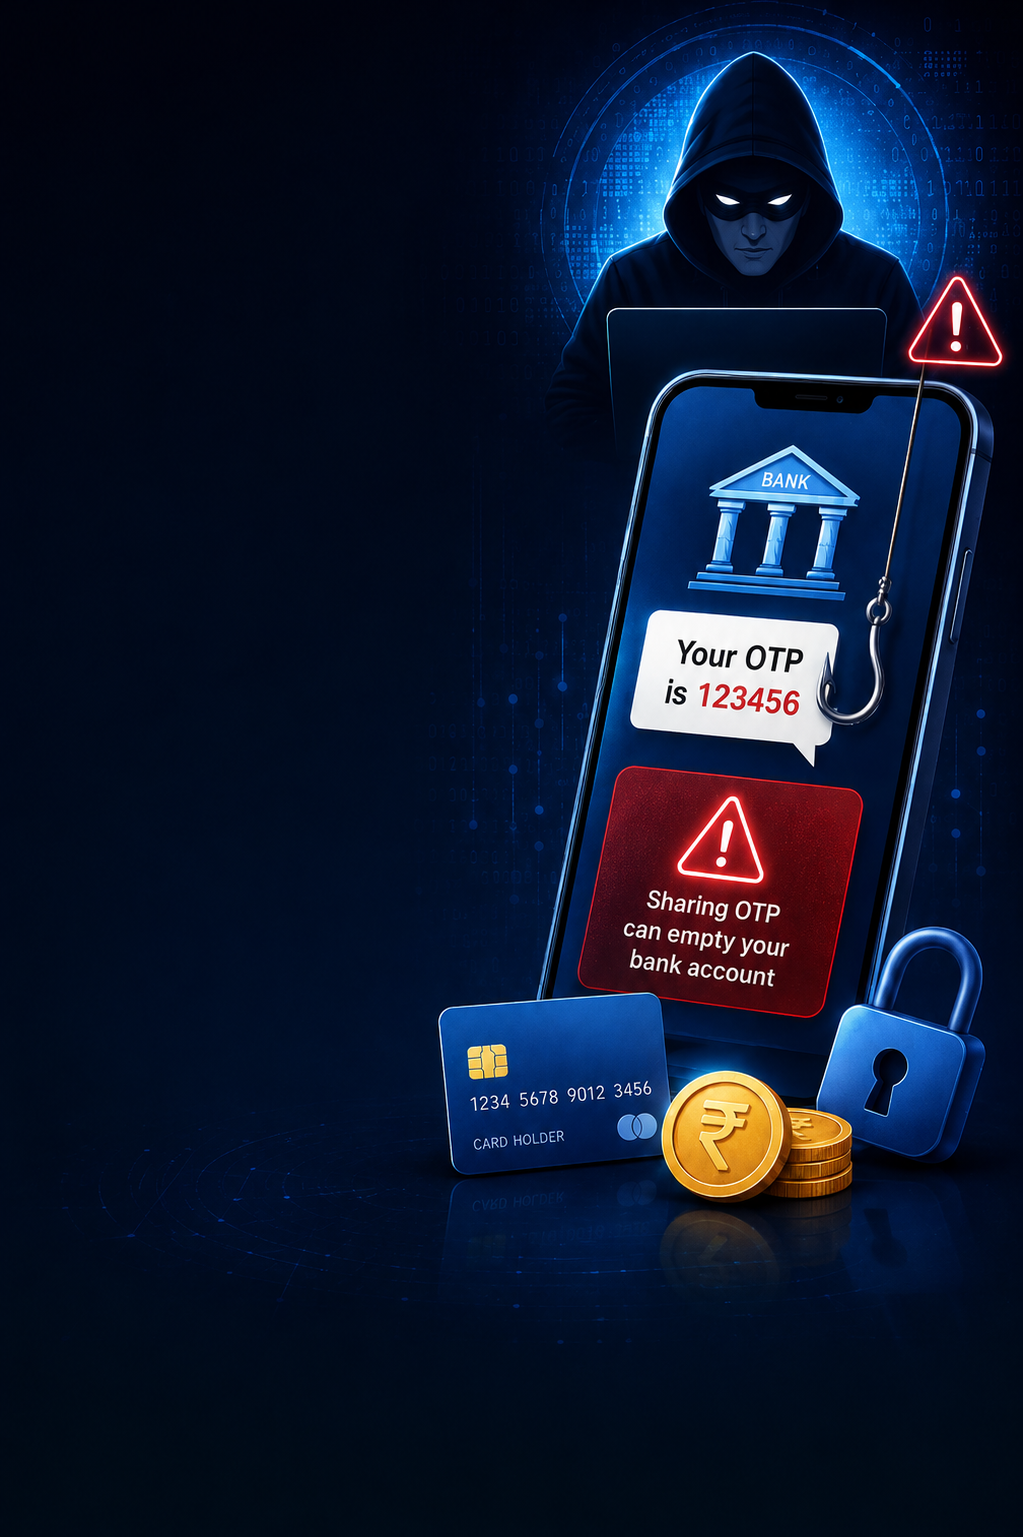 BANK
Your OTP
is 123456
Sharing OTP
can empty your
bank account
1234 5678 9012 3456
CARD HOLDER
₹